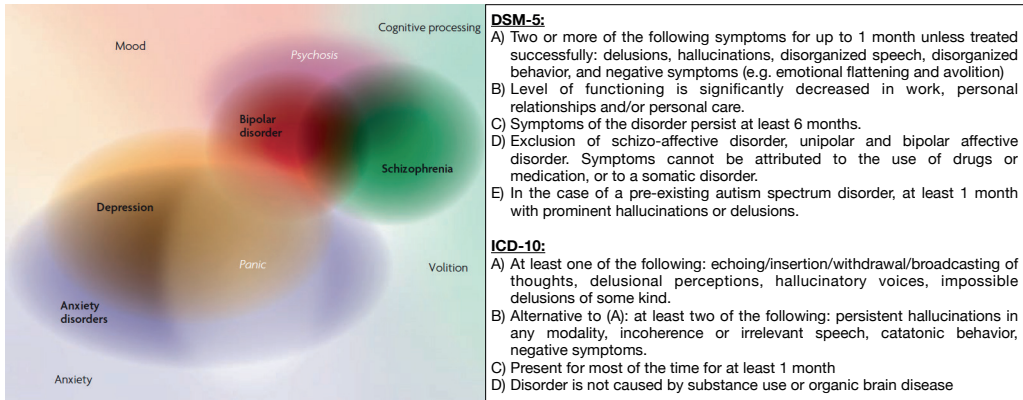 Mood
Cognitive processing
Psychosis
Bipolar
disorder
Schizophrenia
Depression
Panic
Volition
Anxiety
disorders
Anxiety
DSM-5:
A) Two or more of the following symptoms for up to 1 month unless treated
successfully: delusions, hallucinations, disorganized speech, disorganized
behavior, and negative symptoms (e.g. emotional flattening and avolition)
B) Level of functioning is significantly decreased in work, personal
relationships and/or personal care.
C) Symptoms of the disorder persist at least 6 months.
D) Exclusion of schizo-affective disorder, unipolar and bipolar affective
disorder. Symptoms cannot be attributed to the use of drugs or
medication, or to a somatic disorder.
E) In the case of a pre-existing autism spectrum disorder, at least 1 month
with prominent hallucinations or delusions.
ICD-10:
A) At least one of the following: echoing/insertion/withdrawal/broadcasting of
thoughts, delusional perceptions, hallucinatory voices, impossible
delusions of some kind.
B) Alternative to (A): at least two of the following: persistent hallucinations in
any modality, incoherence or irrelevant speech, catatonic behavior,
negative symptoms.
C) Present for most of the time for at least 1 month
D) Disorder is not caused by substance use or organic brain disease